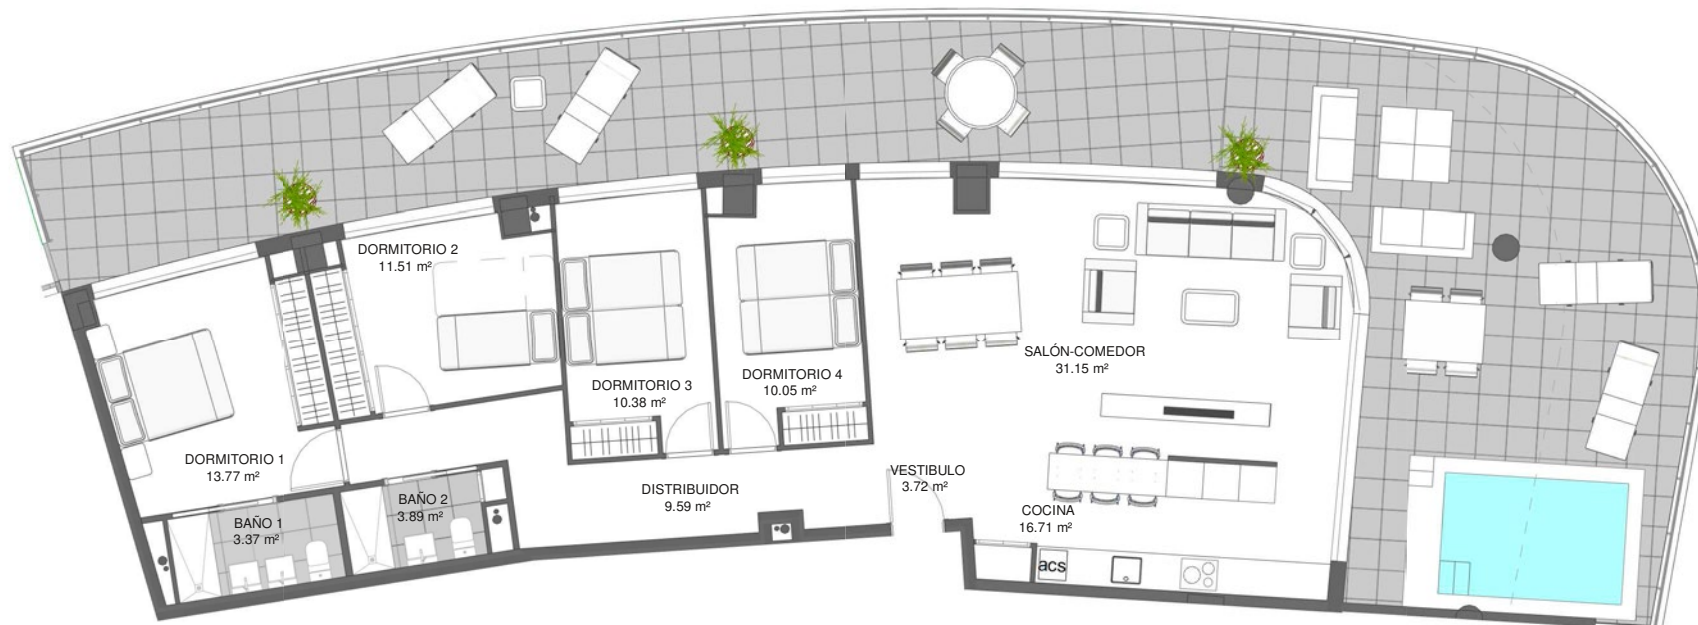 DORMITORIO 2
11.51 m²
DORMITORIO 1
13.77 m²
DORMITORIO 3
10.38 m²
DORMITORIO 4
10.05 m²
SALÓN-COMEDOR
31.15 m²
BAÑO 1
3.37 m²
BAÑO 2
3.89 m²
DISTRIBUIDOR
9.59 m²
VESTIBULO
3.72 m²
COCINA
16.71 m²
acs